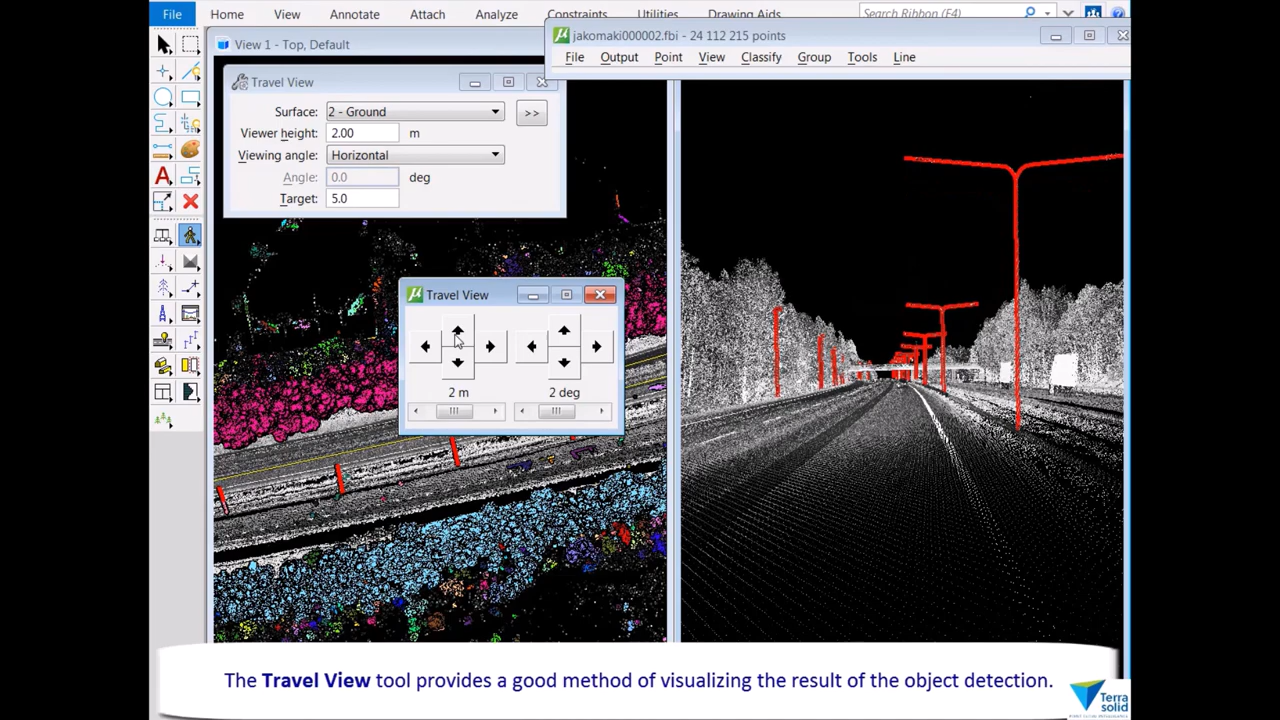 File Home View Annotate Attach Analyze Constraints Utilities Drawing Aids Search Ribbon (F4)
View 1 - Top, Default
jakomaki000002.fbi - 24 112 215 points
File Output Point View Classify Group Tools Line
Travel View
Surface: 2 - Ground >>
Viewer height: 2.00 m
Viewing angle: Horizontal
Angle: 0.0 deg
Target: 5.0
Travel View
2 m 2 deg
The Travel View tool provides a good method of visualizing the result of the object detection.
Terra
solid